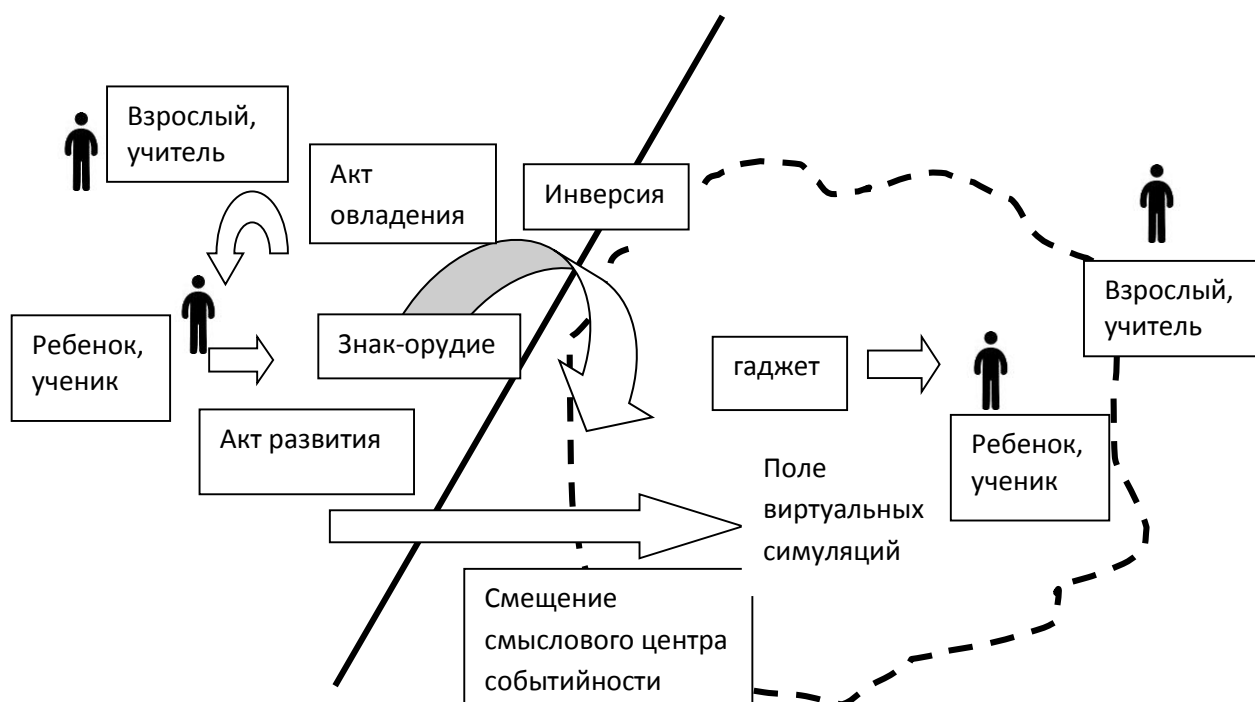 Взрослый,
учитель
Акт
овладения
Инверсия
Взрослый,
учитель
Ребенок,
ученик
Знак-орудие
гаджет
Акт развития
Ребенок,
ученик
Поле
виртуальных
симуляций
Смещение
смыслового центра
событийности